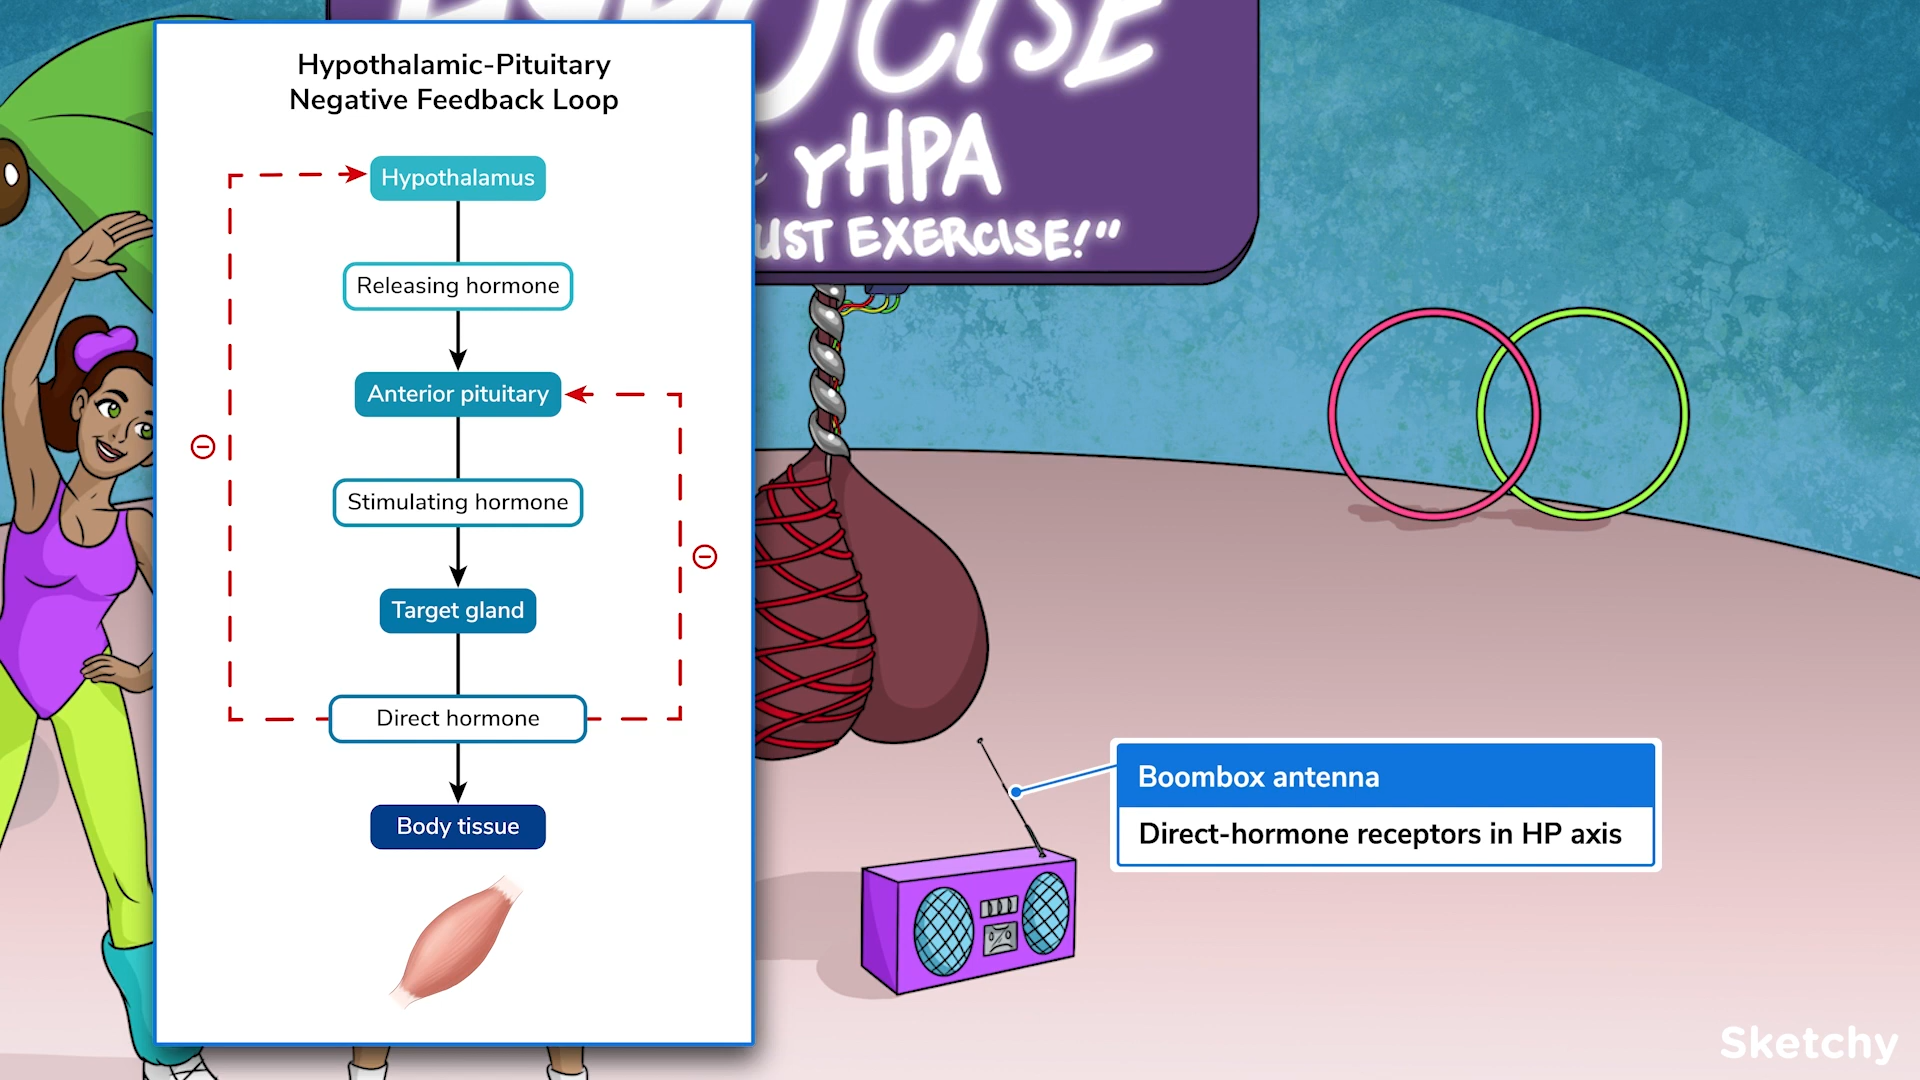 Hypothalamic-Pituitary
Negative Feedback Loop
Hypothalamus
Releasing hormone
Anterior pituitary
Stimulating hormone
Target gland
Direct hormone
Body tissue
OCISE
yHPA
UST EXERCISE!”
Boombox antenna
Direct-hormone receptors in HP axis
Sketchy